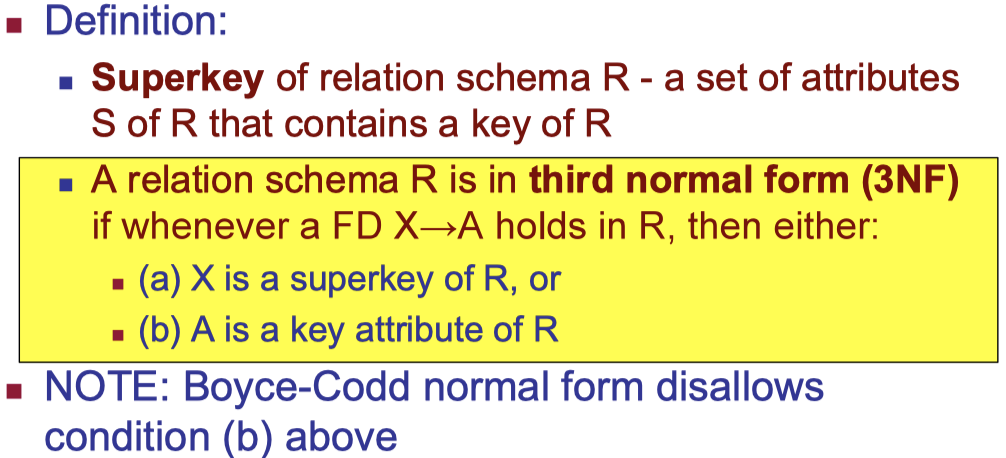 Definition:
Superkey of relation schema R - a set of attributes
S of R that contains a key of R
A relation schema R is in third normal form (3NF)
if whenever a FD X→A holds in R, then either:
(a) X is a superkey of R, or
(b) A is a key attribute of R
NOTE: Boyce-Codd normal form disallows
condition (b) above